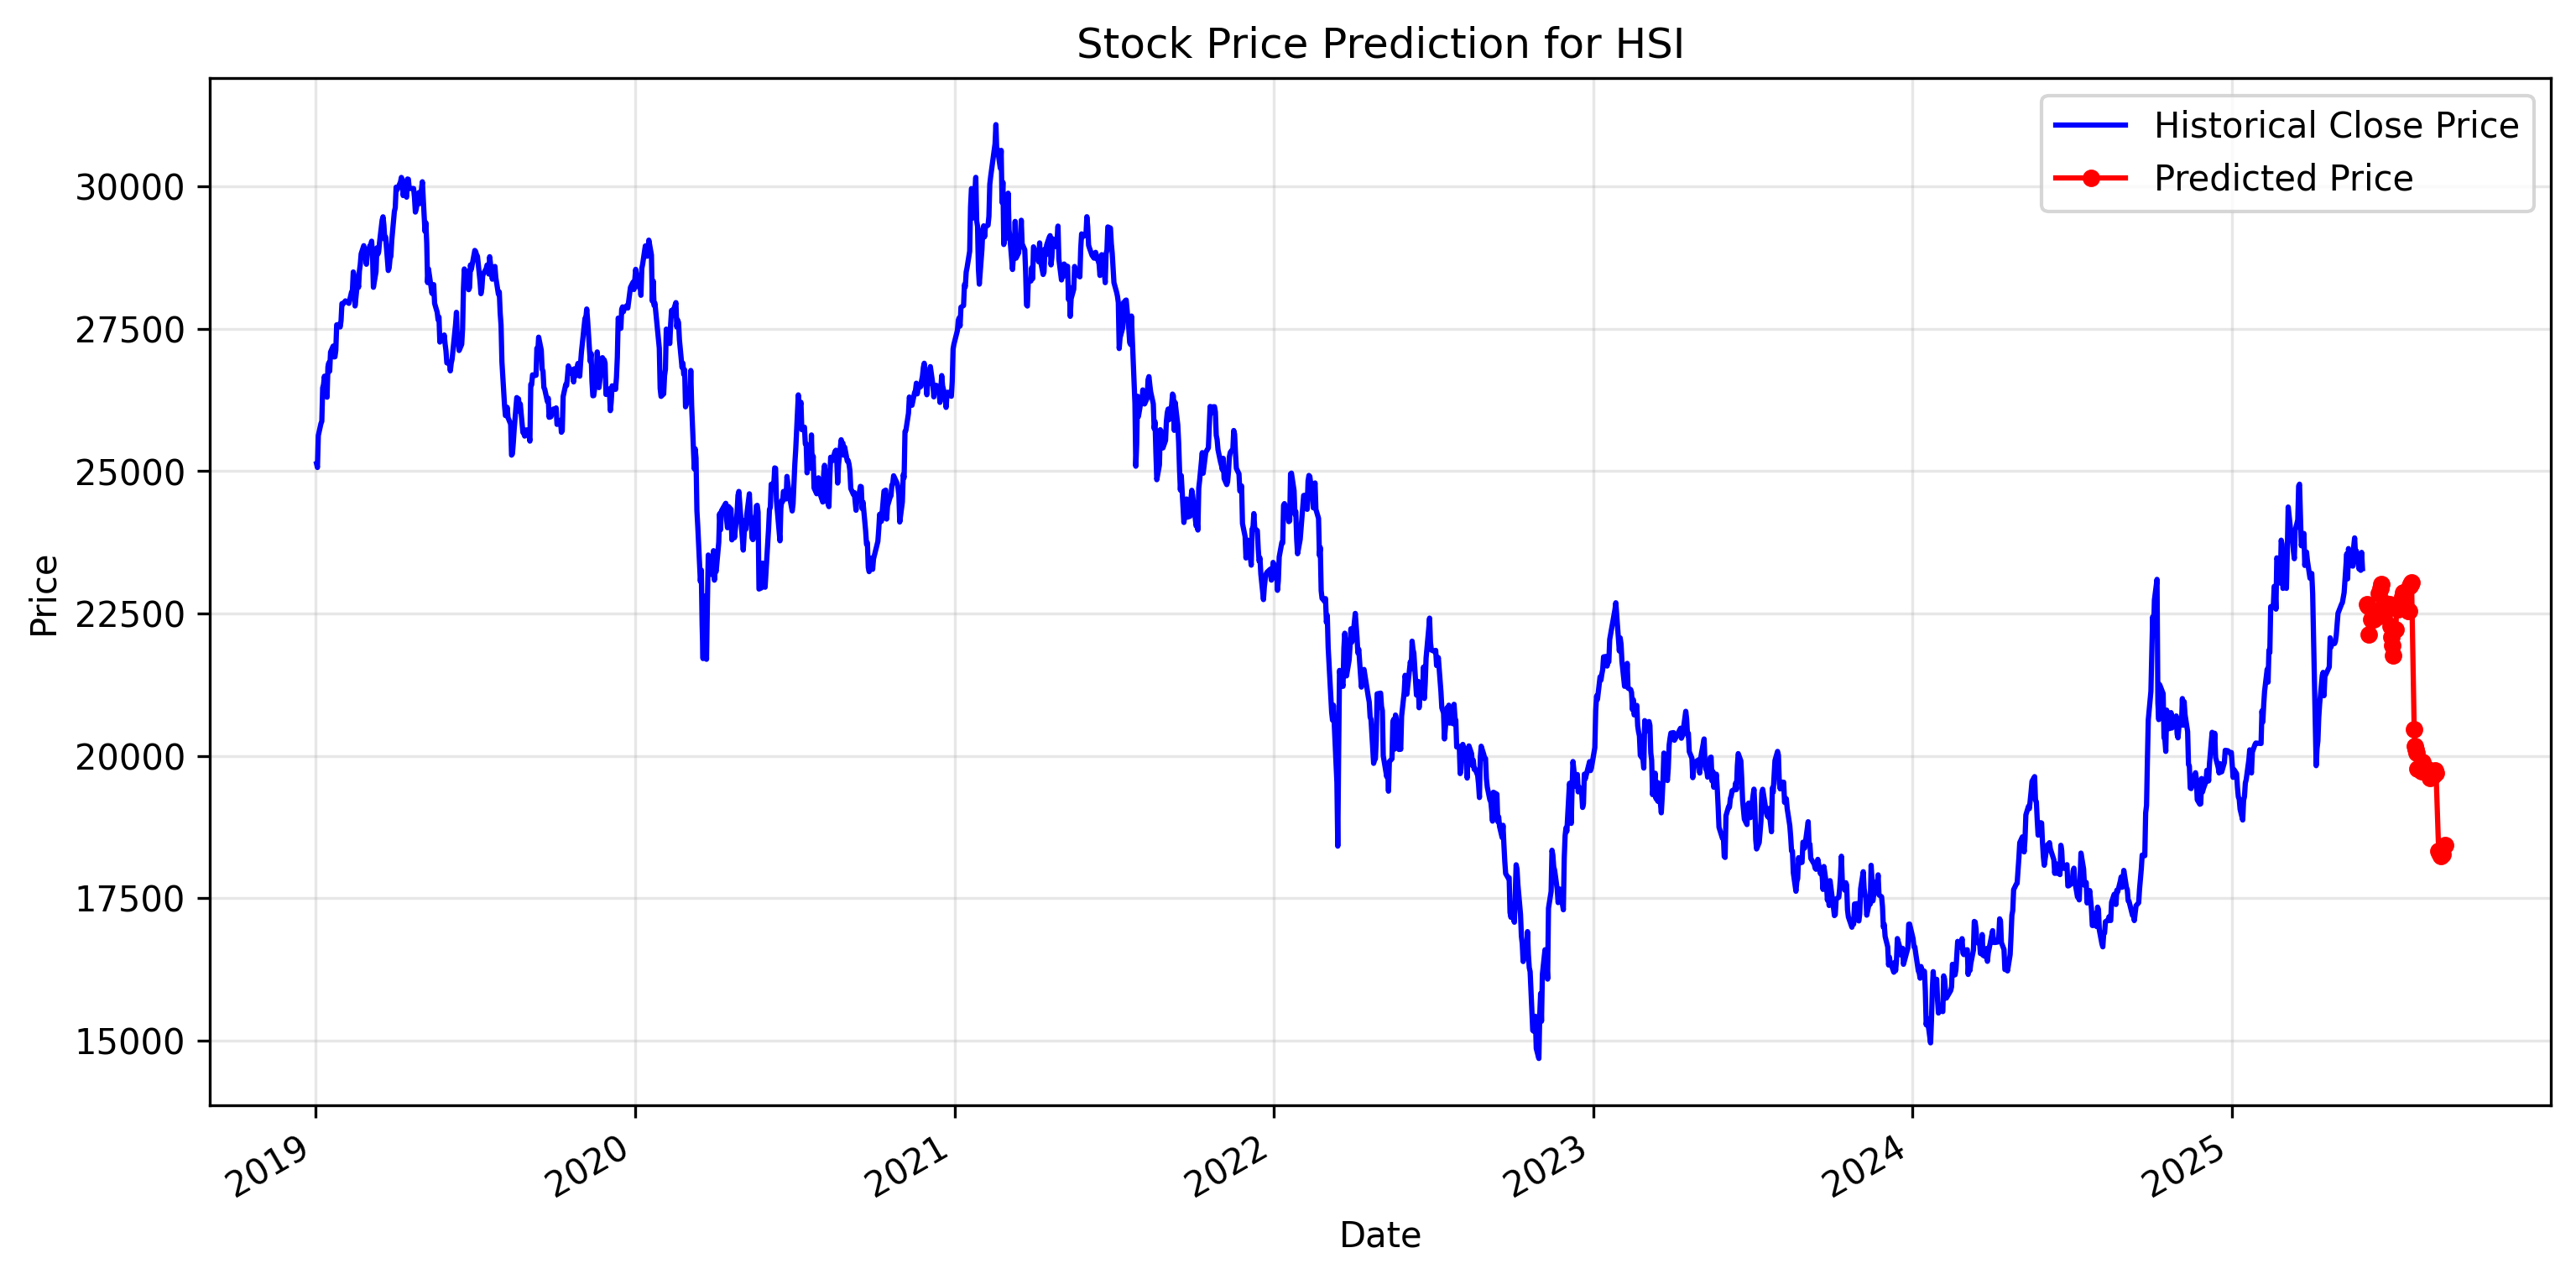 Stock Price Prediction for HSI
Historical Close Price
Predicted Price
Price
30000
27500
25000
22500
20000
17500
15000
2019
2020
2021
2022
2023
2024
2025
Date